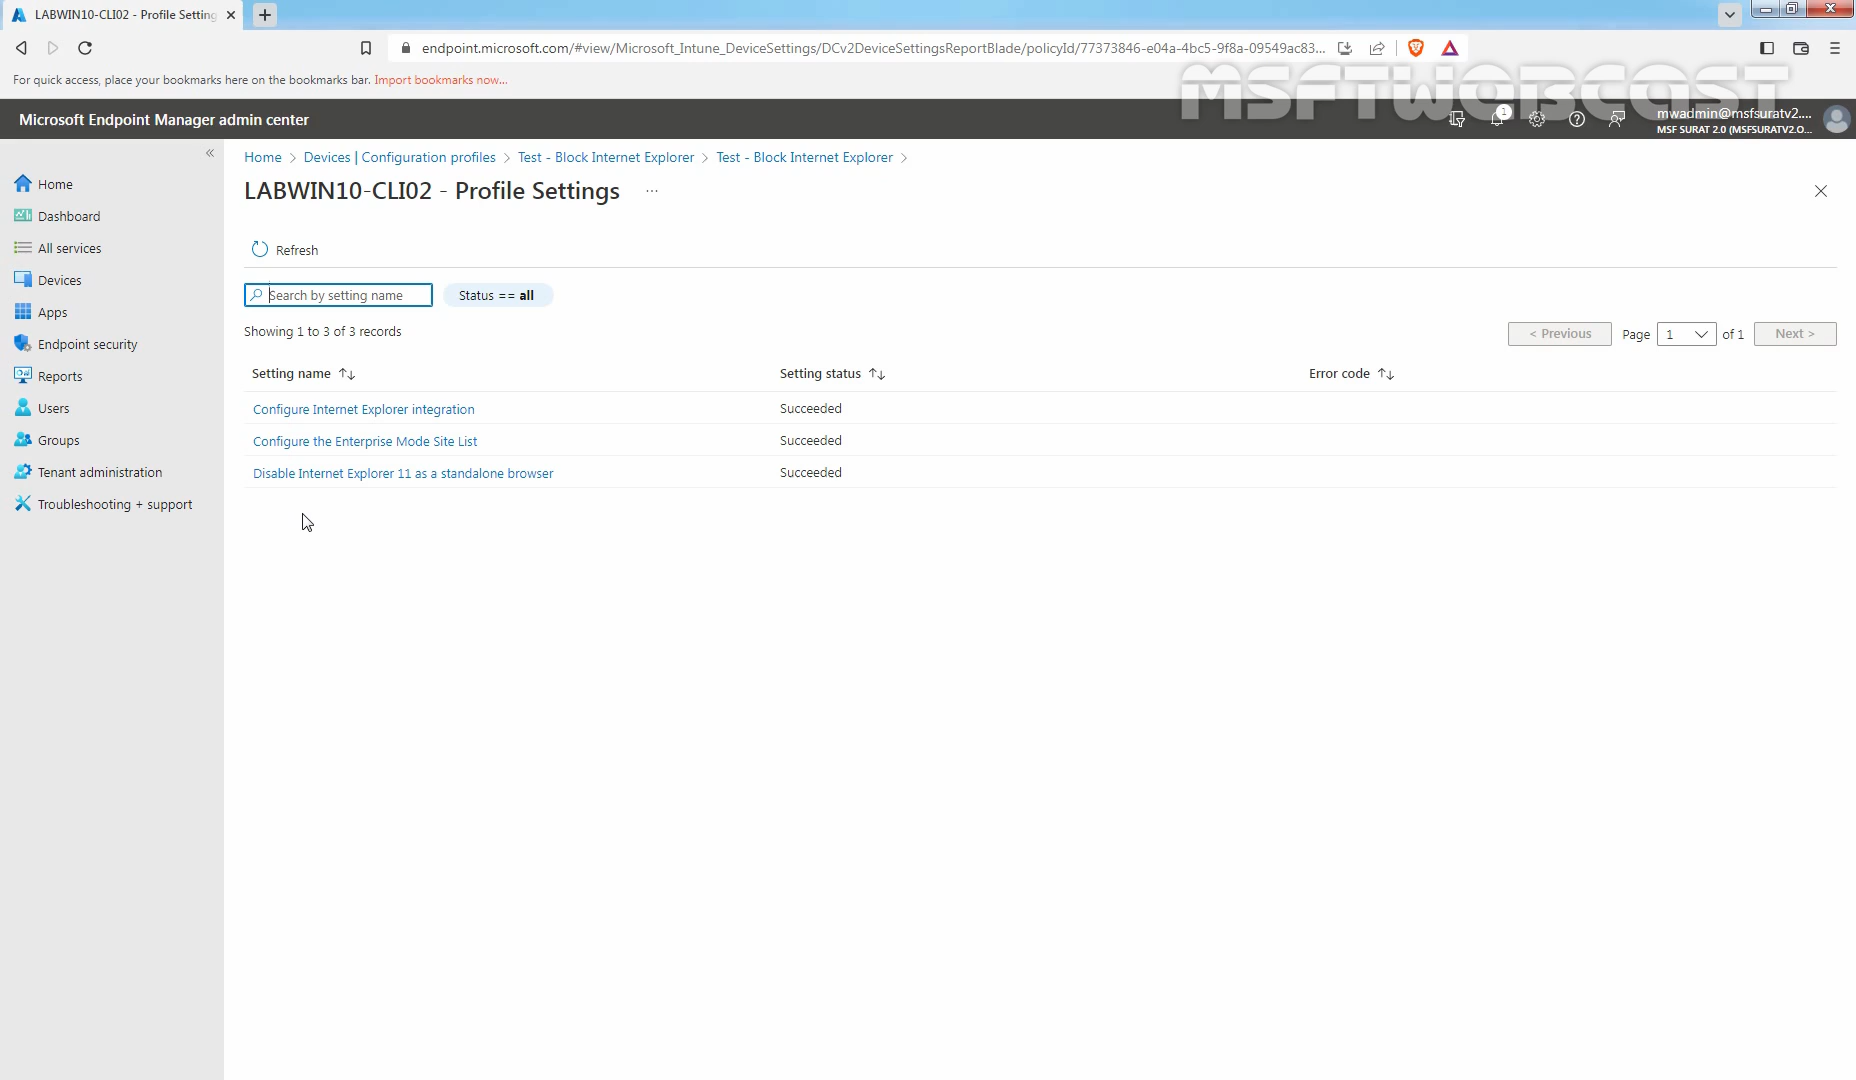 LABWIN10-CLI02 - Profile Setting
endpoint.microsoft.com/#view/Microsoft_Intune_DeviceSettings/DCv2DeviceSettingsReportBlade/policyId/77373846-e04a-4bc5-9f8a-09549ac83...
For quick access, place your bookmarks here on the bookmarks bar. Import bookmarks now...
MSFTWEBCAST
Microsoft Endpoint Manager admin center
1
mwadmin@msfsuratv2....
MSF SURAT 2.0 (MSFSURATV2.O...
Home > Devices | Configuration profiles > Test - Block Internet Explorer > Test - Block Internet Explorer >
LABWIN10-CLI02 - Profile Settings ...
Home
Dashboard
All services
Devices
Apps
Endpoint security
Reports
Users
Groups
Tenant administration
Troubleshooting + support
Refresh
Search by setting name
Status == all
Showing 1 to 3 of 3 records
< Previous Page 1 of 1 Next >
Setting name ↑↓ Setting status ↑↓ Error code ↑↓
Configure Internet Explorer integration Succeeded
Configure the Enterprise Mode Site List Succeeded
Disable Internet Explorer 11 as a standalone browser Succeeded